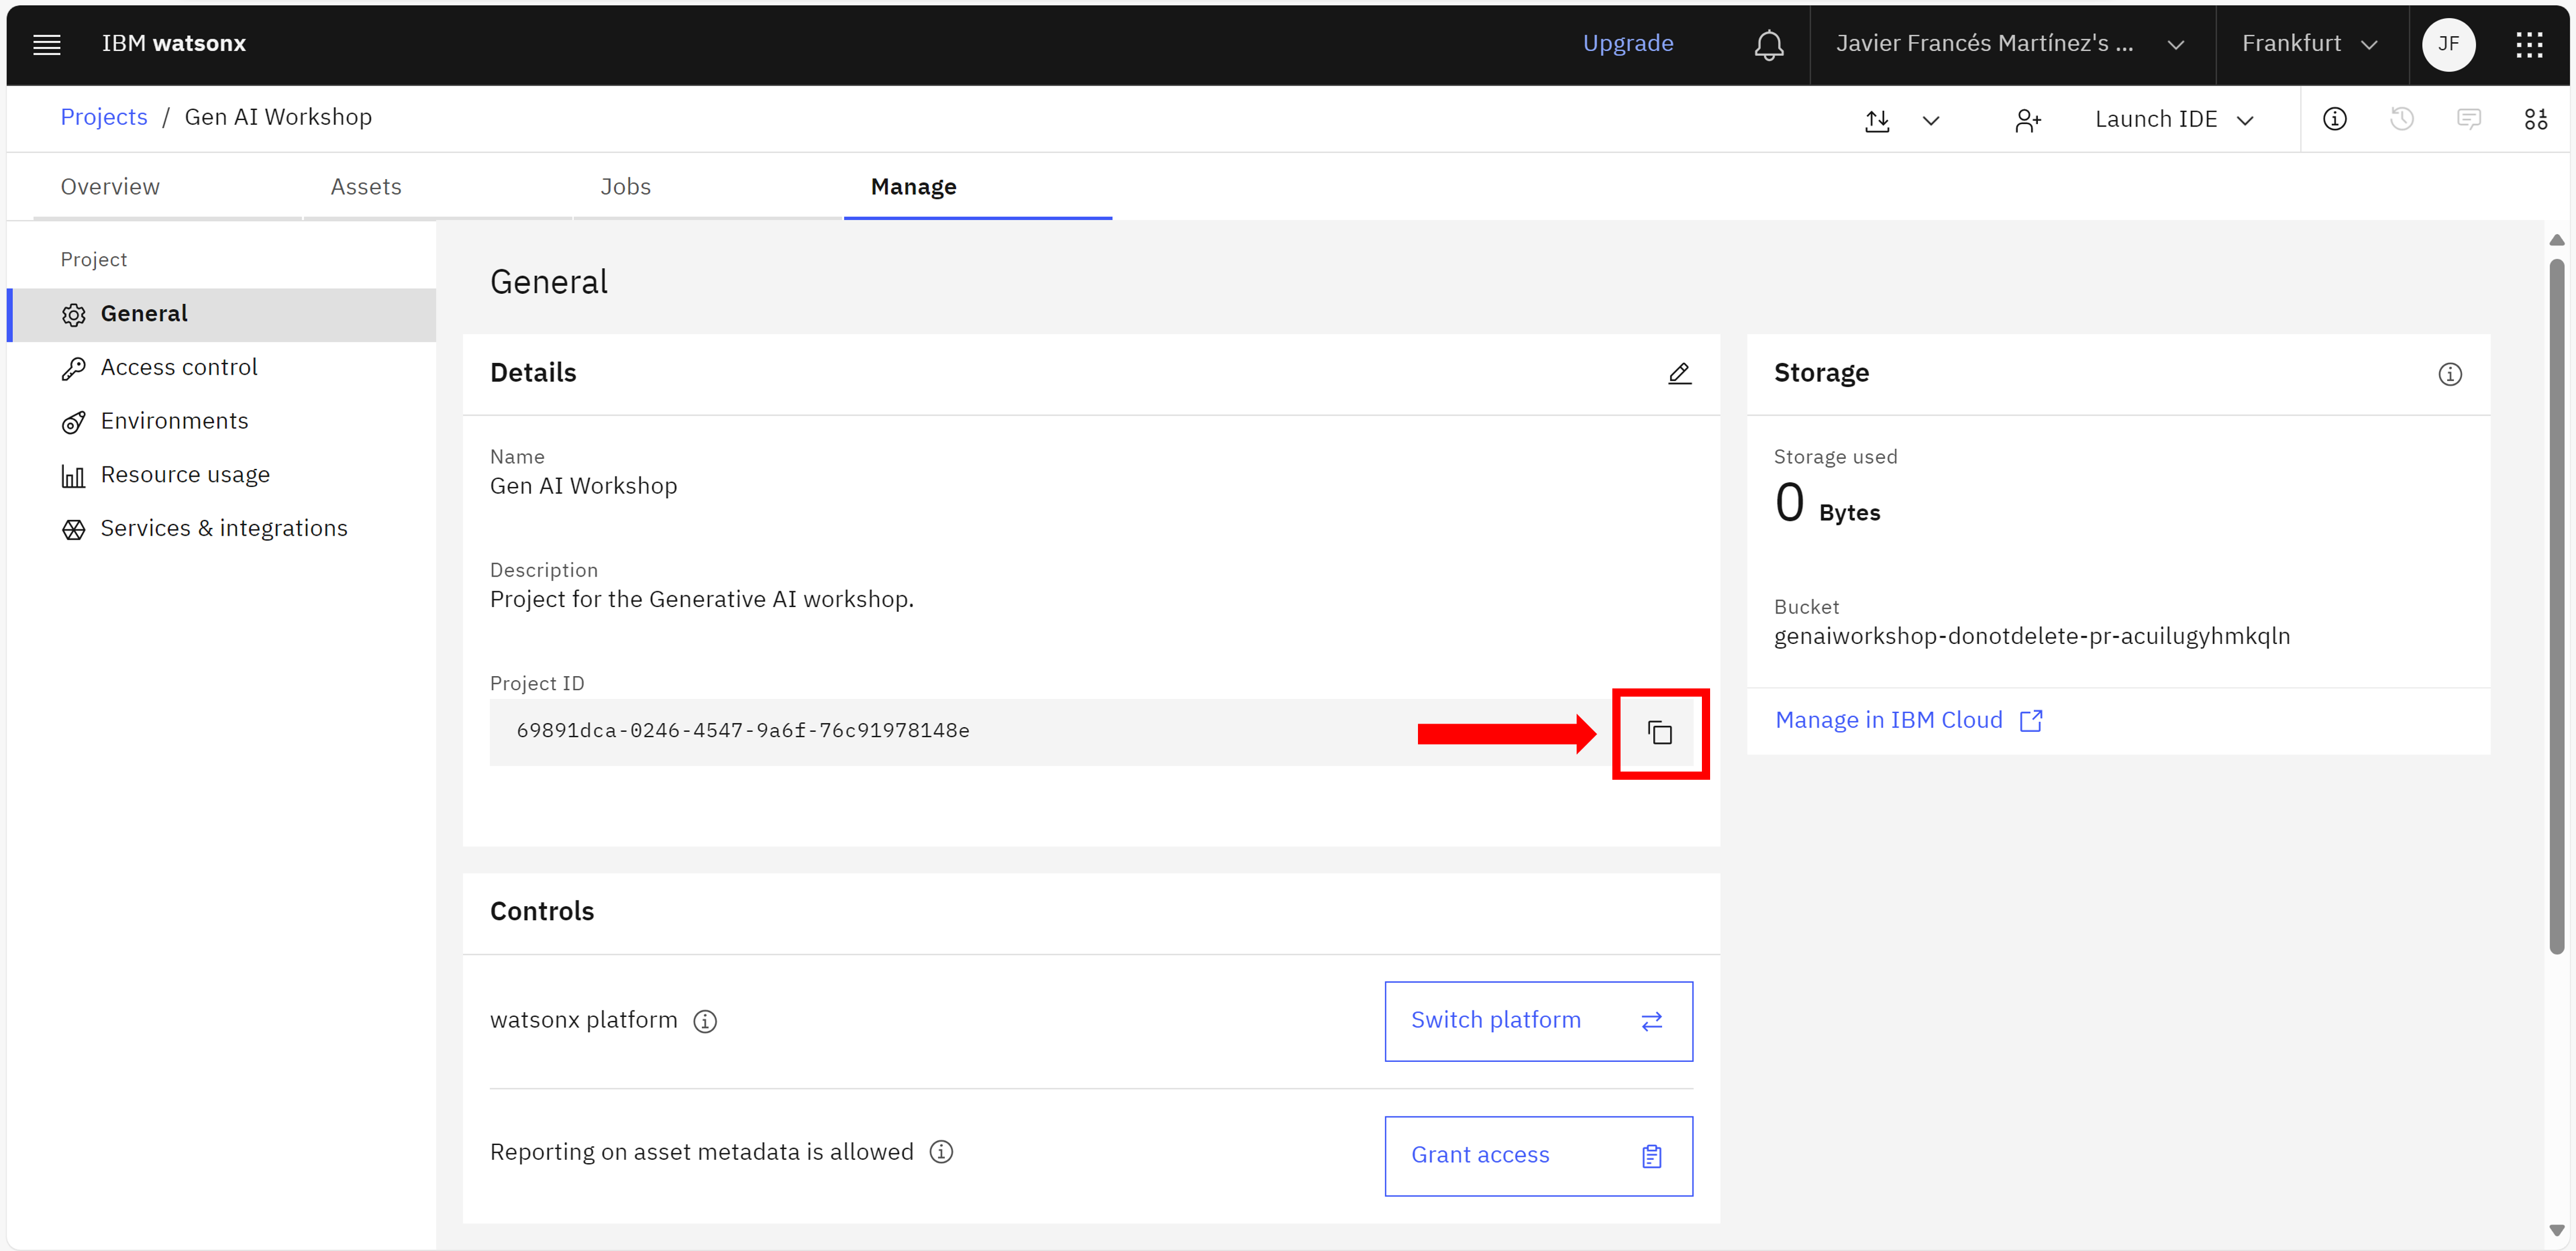 IBM watsonx
Upgrade
Javier Francés Martínez's ...
Frankfurt
JF
Projects / Gen AI Workshop
Launch IDE
Overview
Assets
Jobs
Manage
Project
General
Access control
Environments
Resource usage
Services & integrations
General
Details
Name
Gen AI Workshop
Description
Project for the Generative AI workshop.
Project ID
69891dca-0246-4547-9a6f-76c91978148e
Storage
Storage used
0 Bytes
Bucket
genaiworkshop-donotdelete-pr-acuilugyhmkqln
Manage in IBM Cloud
Controls
watsonx platform
Switch platform
Reporting on asset metadata is allowed
Grant access